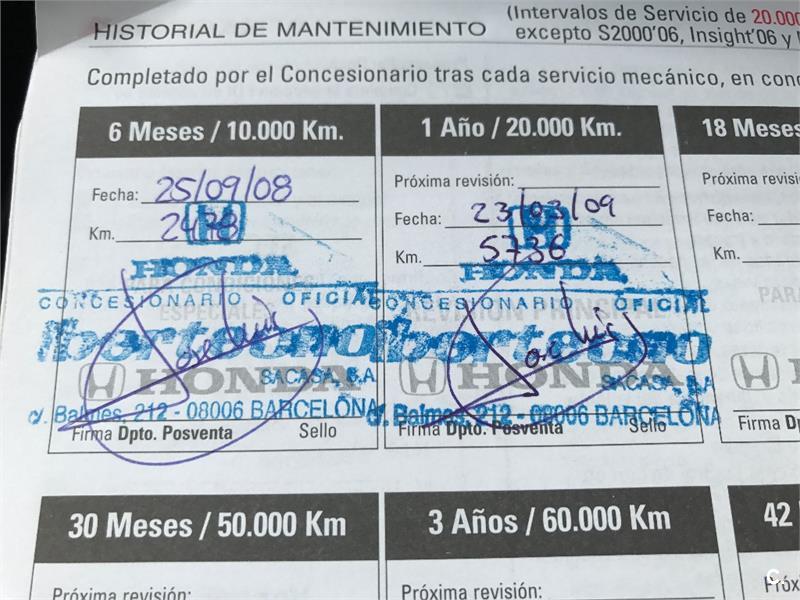 HISTORIAL DE MANTENIMIENTO
(Intervalos de Servicio de 20.000
excepto S2000'06, Insight'06 y
Completado por el Concesionario tras cada servicio mecánico, en
6 Meses / 10.000 Km.
Fecha: 25/09/08
Km. 2478
HONDA
CONCESIONARIO OFICIAL
ibertecno
HONDA
SACASA, S.A
c/. Balmes, 212 - 08006 BARCELONA
Firma Dpto. Posventa Sello
1 Año / 20.000 Km.
Próxima revisión:
Fecha: 23/03/09
Km. 5736
HONDA
CONCESIONARIO OFICIAL
REVISIÓN PRINCIPAL
ibertecno
HONDA
SACASA, S.A
c/. Balmes, 212 - 08006 BARCELONA
Firma Dpto. Posventa Sello
18 Meses
Próxima
Fecha:
Km.
Firma
30 Meses / 50.000 Km
Próxima revisión:
3 Años / 60.000 Km
Próxima revisión:
42